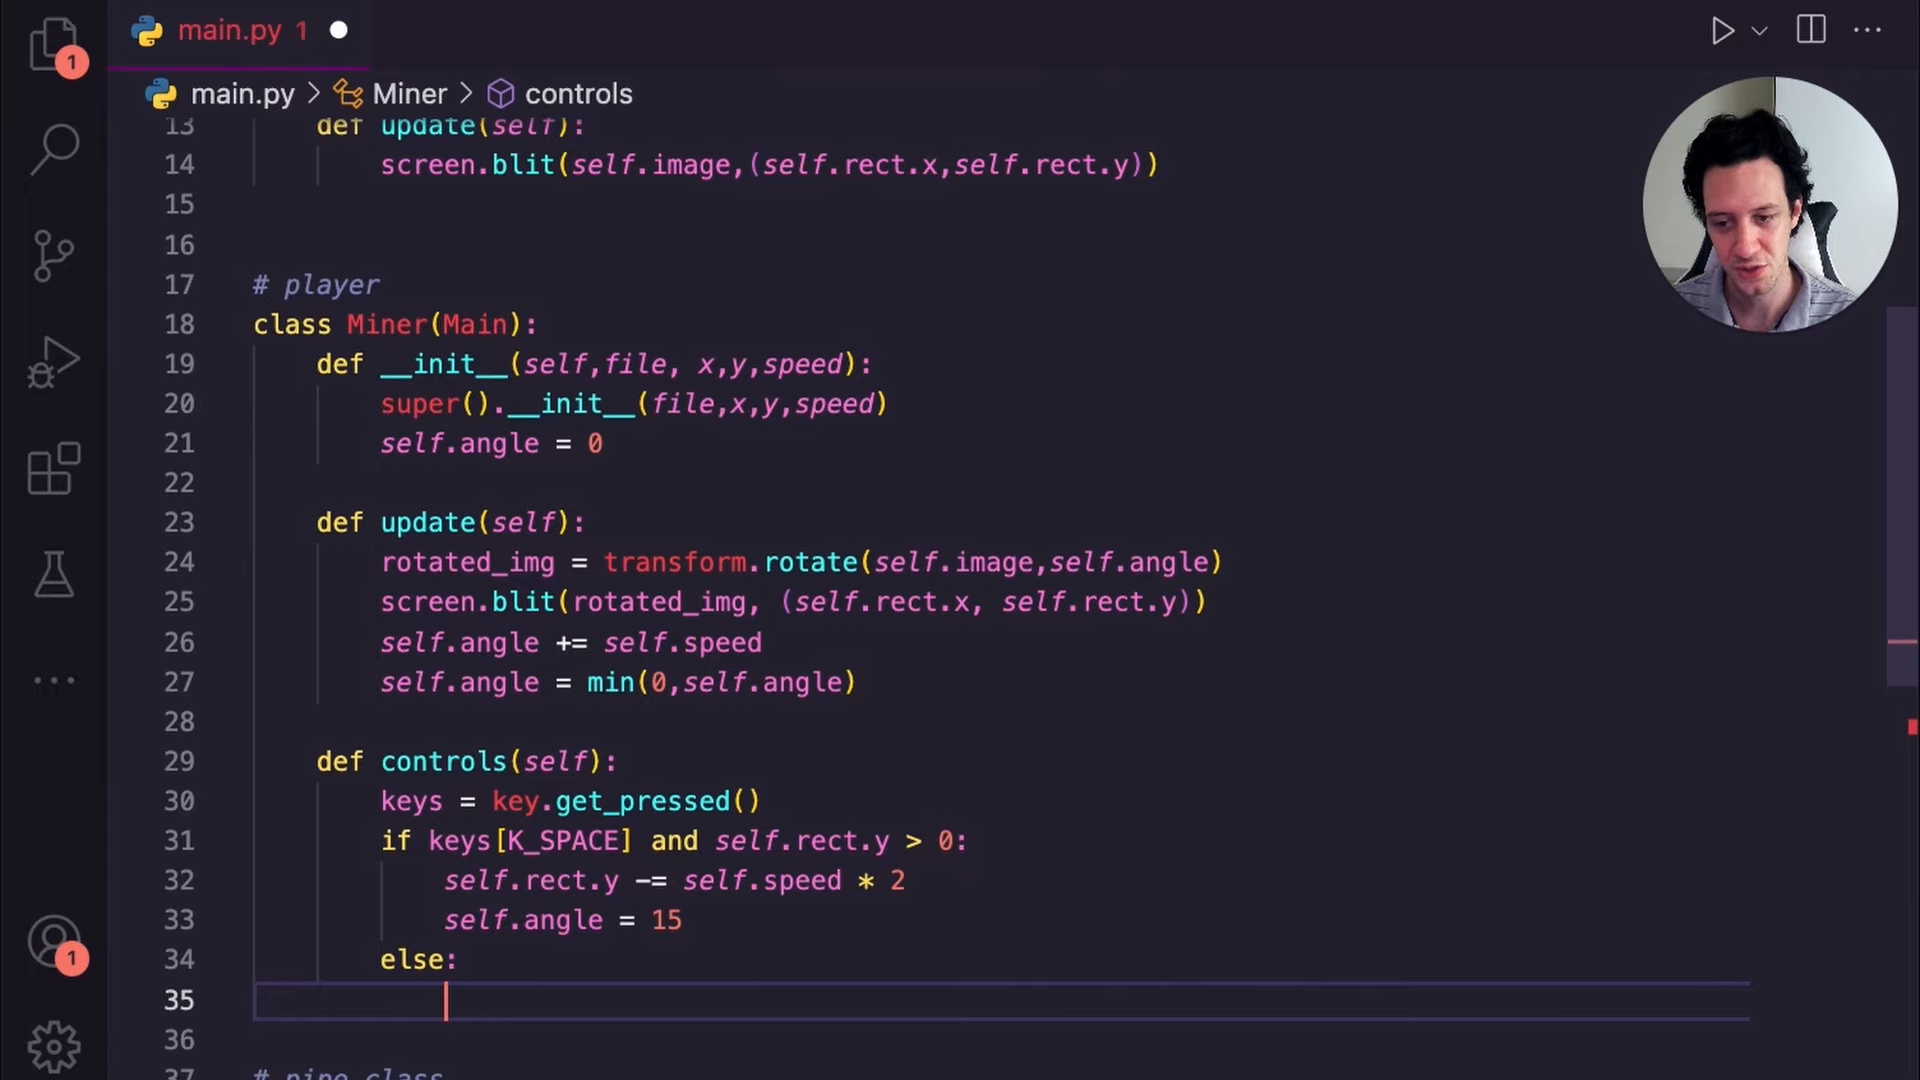 main.py 1
1
main.py > Miner > controls
13 def update(self):
14 screen.blit(self.image,(self.rect.x,self.rect.y))
15
16
17 # player
18 class Miner(Main):
19 def __init__(self,file, x,y,speed):
20 super().__init__(file,x,y,speed)
21 self.angle = 0
22
23 def update(self):
24 rotated_img = transform.rotate(self.image,self.angle)
25 screen.blit(rotated_img, (self.rect.x, self.rect.y))
26 self.angle += self.speed
27 self.angle = min(0,self.angle)
28
29 def controls(self):
30 keys = key.get_pressed()
31 if keys[K_SPACE] and self.rect.y > 0:
32 self.rect.y -= self.speed * 2
33 self.angle = 15
34 else:
1
35
36
37 # pipe class